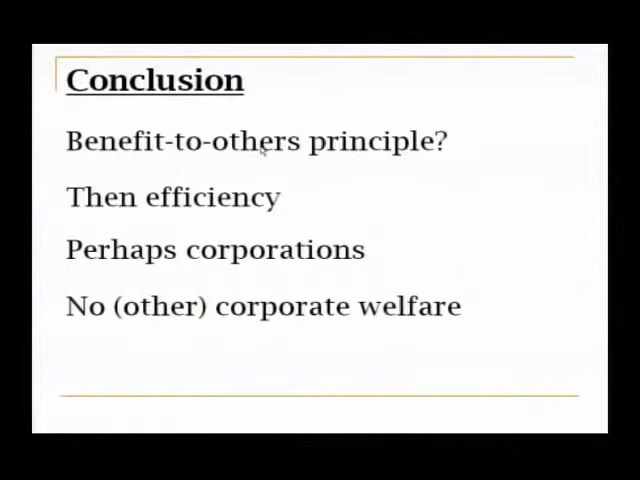 Conclusion
Benefit-to-others principle?
Then efficiency
Perhaps corporations
No (other) corporate welfare